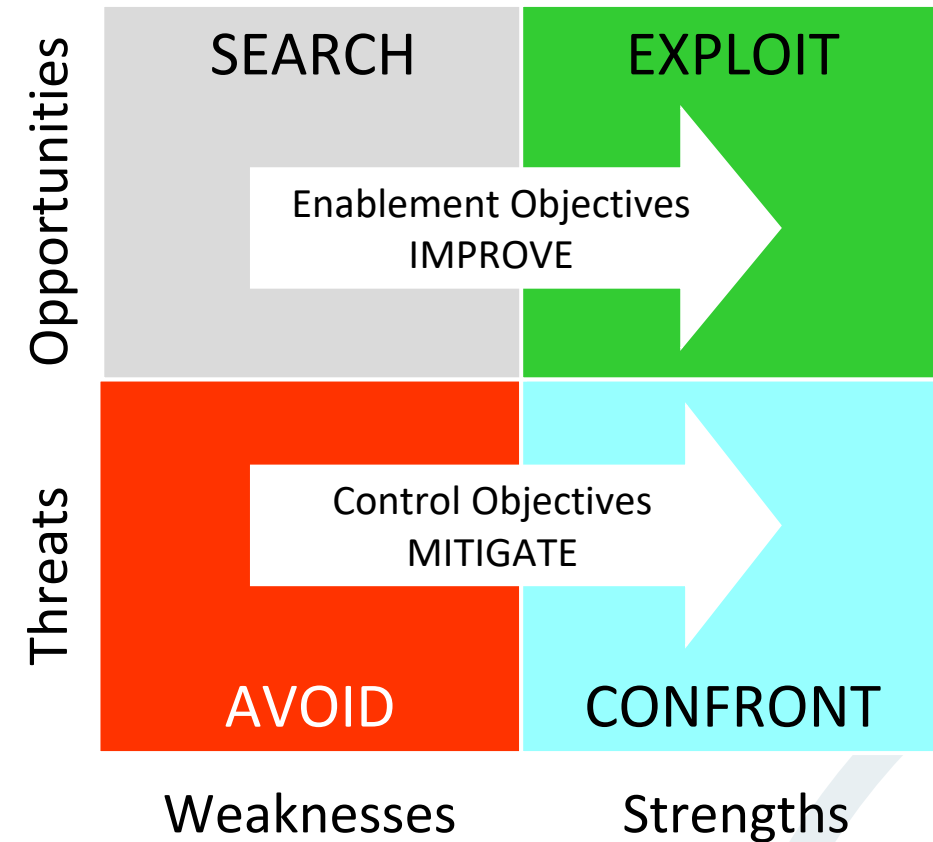 Opportunities
SEARCH
EXPLOIT
Enablement Objectives
IMPROVE
Threats
Control Objectives
MITIGATE
AVOID
CONFRONT
Weaknesses
Strengths